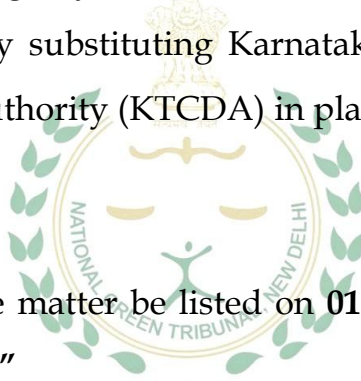 y substituting Karnatak
uthority (KTCDA) in pla
NATIONAL GREEN TRIBUNAL, NEW DELHI
e matter be listed on 01
”